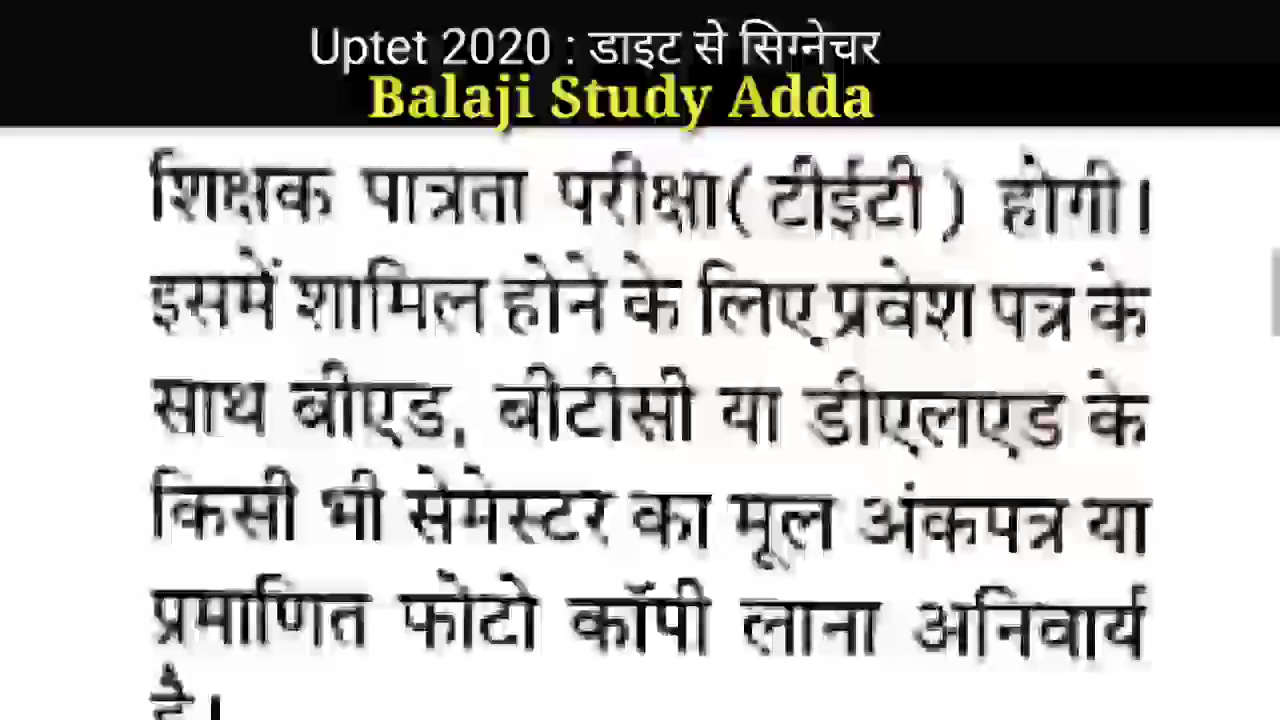 Uptet 2020 : डाइट से सिग्नेचर
Balaji Study Adda
शिक्षक पात्रता परीक्षा( टीईटी ) होगी।
इसमें शामिल होने के लिए प्रवेश पत्र के
साथ बीएड, बीटीसी या डीएलएड के
किसी भी सेमेस्टर का मूल अंकपत्र या
प्रमाणित फोटो कॉपी लाना अनिवार्य
है।